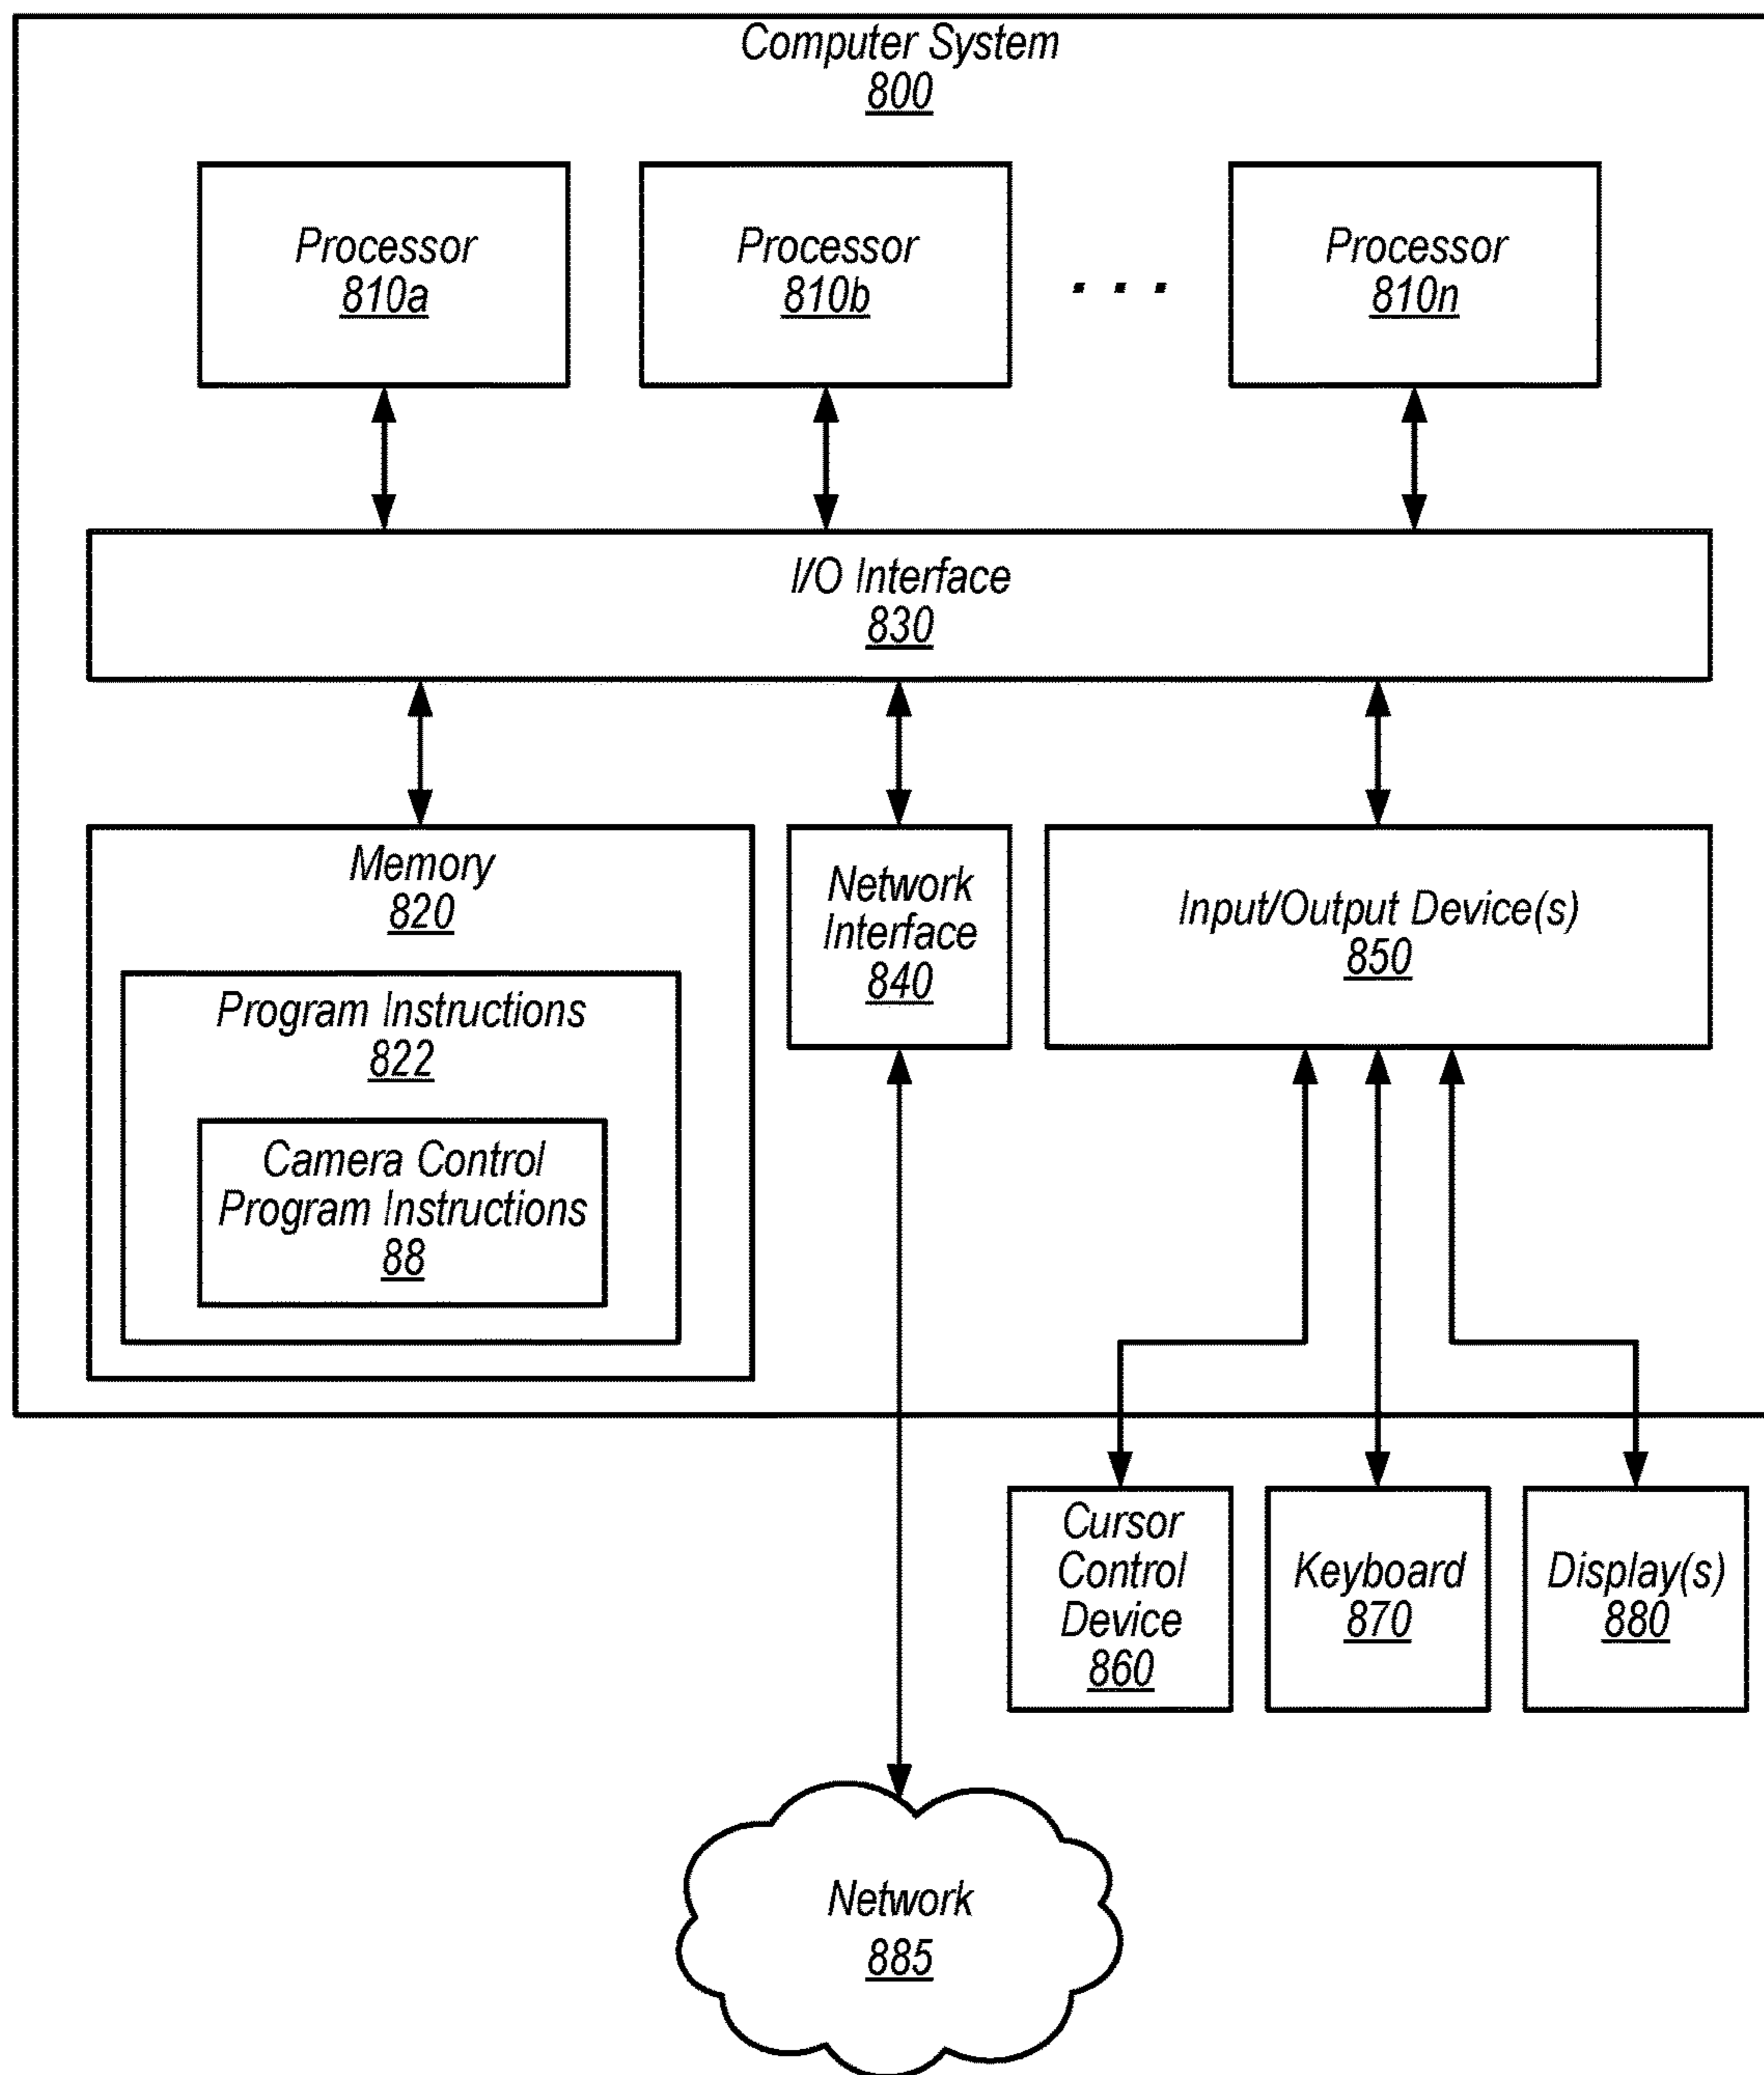 Computer System
800
Processor
810a
Processor
810b
. . .
Processor
810n
I/O Interface
830
Memory
820
Program Instructions
822
Camera Control
Program Instructions
88
Network
Interface
840
Input/Output Device(s)
850
Cursor
Control
Device
860
Keyboard
870
Display(s)
880
Network
885